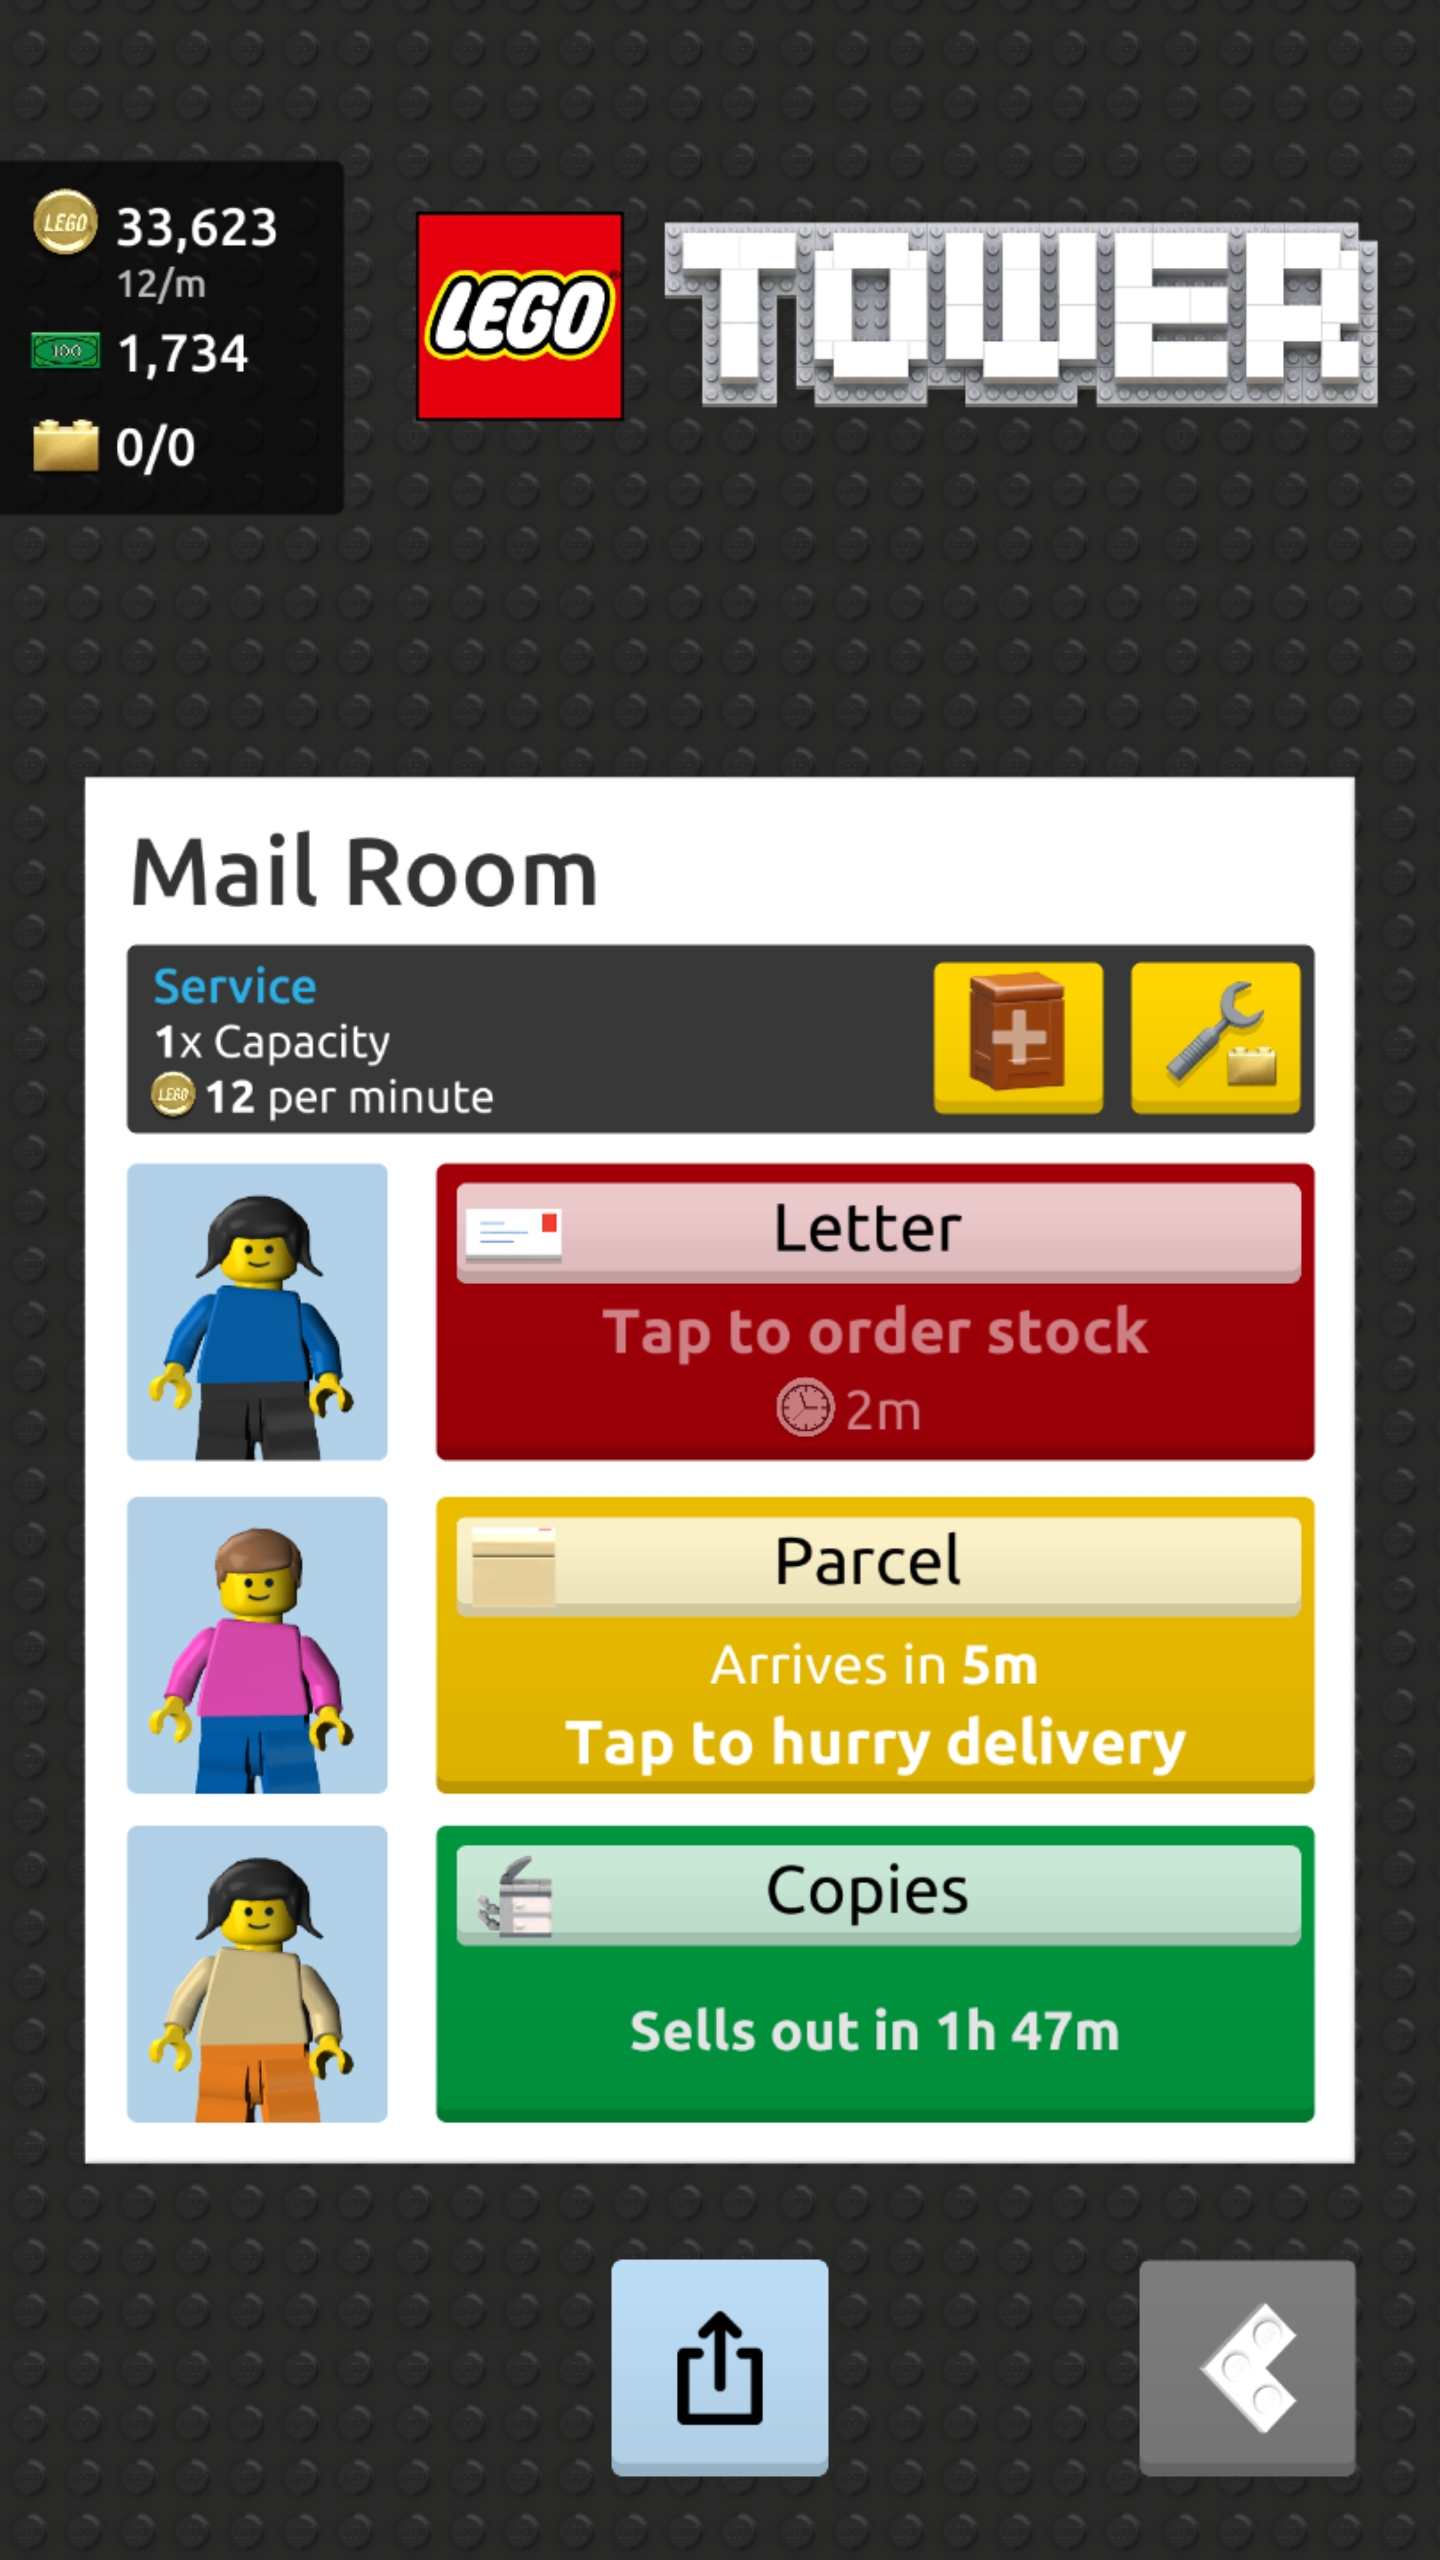 LEGO
33,623
12/m
100
1,734
0/0
LEGO
TOWER
Mail Room
Service
1x Capacity
LEGO
12 per minute
Letter
Tap to order stock
2m
Parcel
Arrives in 5m
Tap to hurry delivery
Copies
Sells out in 1h 47m